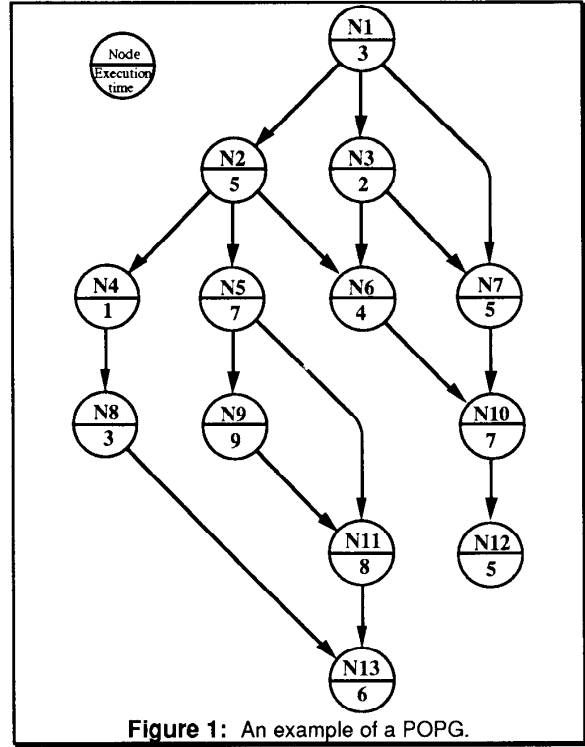 N1
3
Node
Execution
time
N2
5
N3
2
N4
1
N5
7
N6
4
N7
5
N8
3
N9
9
N10
7
N11
8
N12
5
N13
6
Figure 1: An example of a POPG.